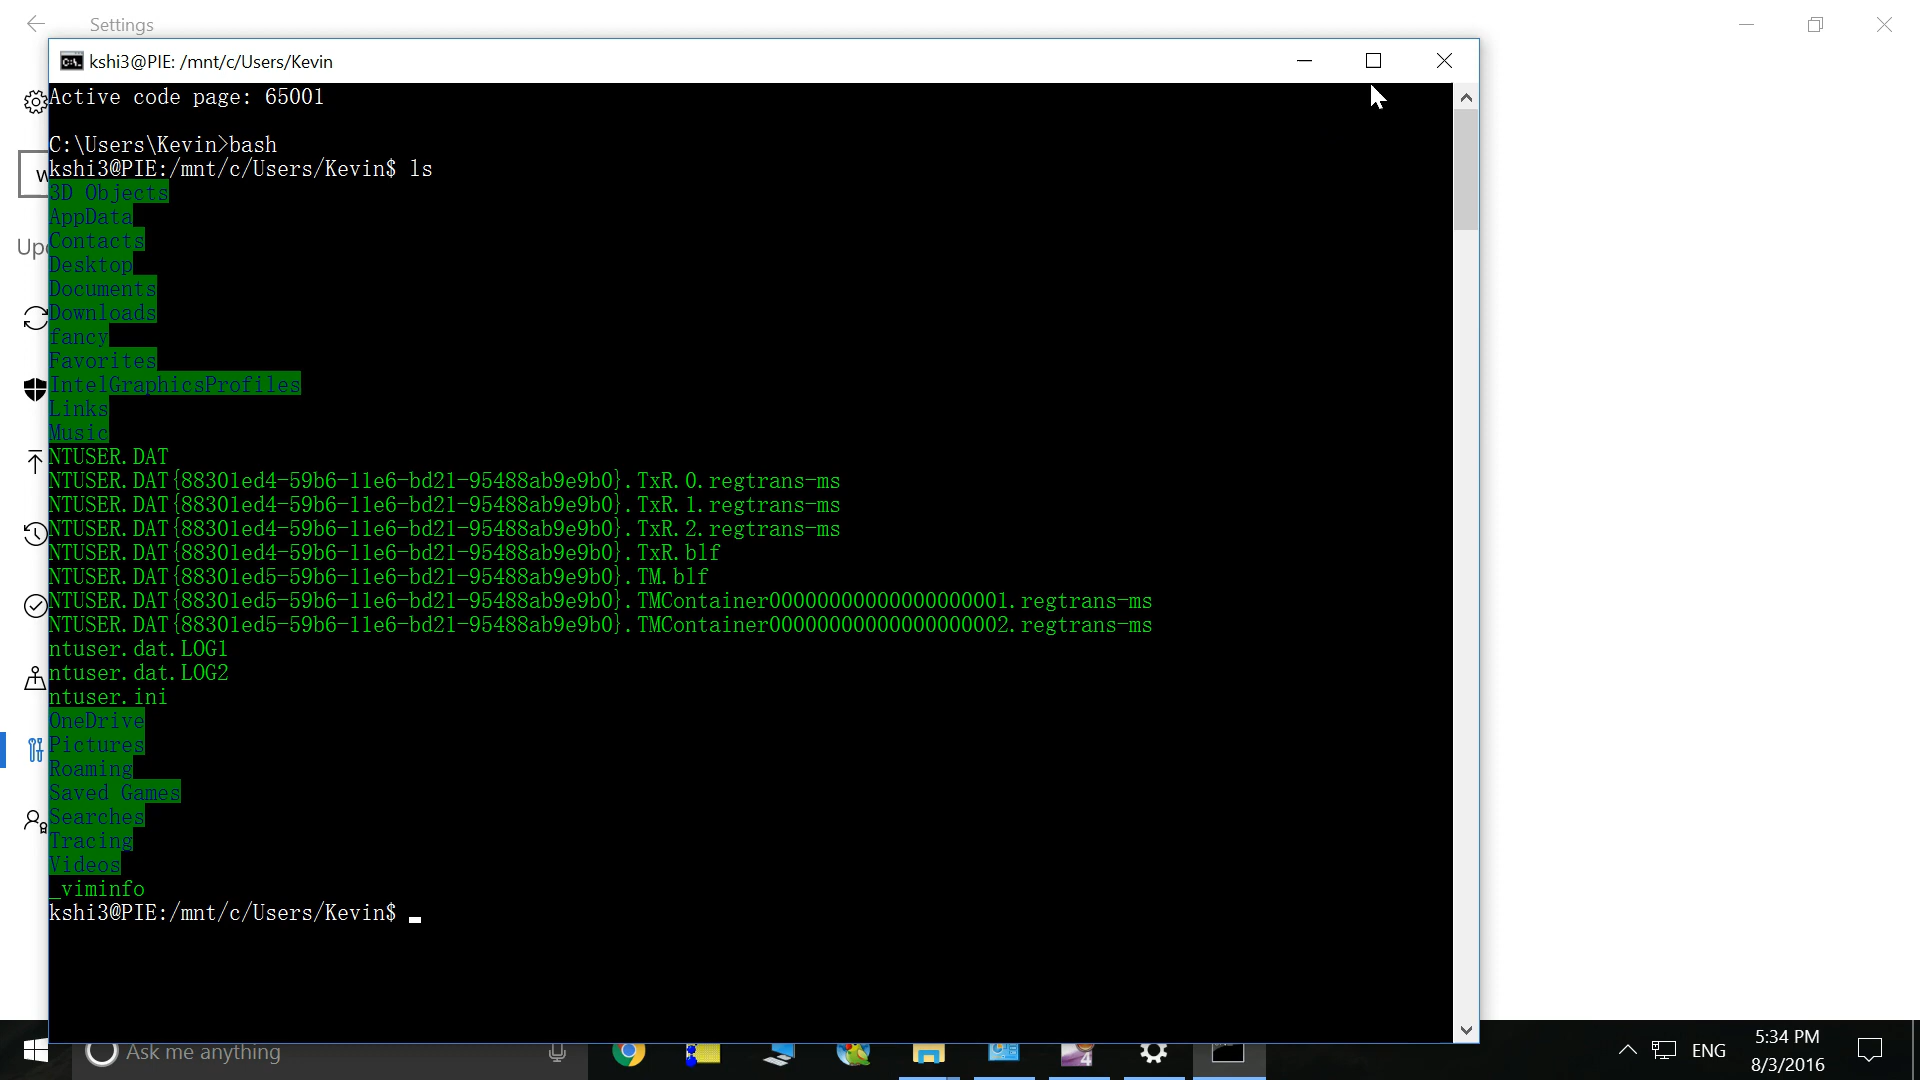 Settings
kshi3@PIE: /mnt/c/Users/Kevin
Active code page: 65001
C:\Users\Kevin>bash
kshi3@PIE:/mnt/c/Users/Kevin$ ls
3D Objects
AppData
Contacts
Desktop
Documents
Downloads
fancy
Favorites
IntelGraphicsProfiles
Links
Music
NTUSER.DAT
NTUSER.DAT{88301ed4-59b6-11e6-bd21-95488ab9e9b0}.TxR.0.regtrans-ms
NTUSER.DAT{88301ed4-59b6-11e6-bd21-95488ab9e9b0}.TxR.1.regtrans-ms
NTUSER.DAT{88301ed4-59b6-11e6-bd21-95488ab9e9b0}.TxR.2.regtrans-ms
NTUSER.DAT{88301ed4-59b6-11e6-bd21-95488ab9e9b0}.TxR.blf
NTUSER.DAT{88301ed5-59b6-11e6-bd21-95488ab9e9b0}.TM.blf
NTUSER.DAT{88301ed5-59b6-11e6-bd21-95488ab9e9b0}.TMContainer00000000000000000001.regtrans-ms
NTUSER.DAT{88301ed5-59b6-11e6-bd21-95488ab9e9b0}.TMContainer00000000000000000002.regtrans-ms
ntuser.dat.LOG1
ntuser.dat.LOG2
ntuser.ini
OneDrive
Pictures
Roaming
Saved Games
Searches
Tracing
Videos
_viminfo
kshi3@PIE:/mnt/c/Users/Kevin$
Ask me anything
ENG
5:34 PM
8/3/2016